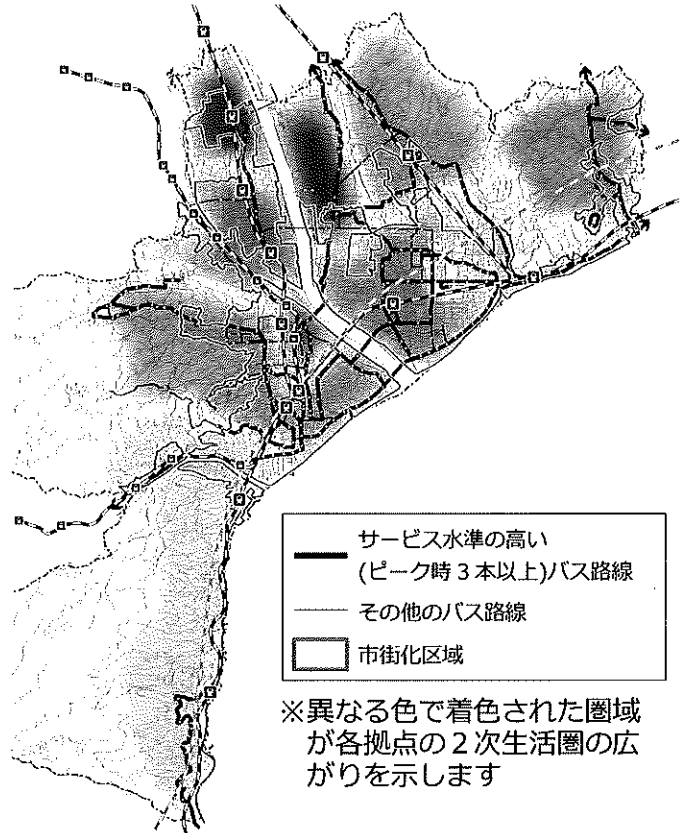 サービス水準の高い
(ピーク時３本以上)バス路線
その他のバス路線
市街化区域
※異なる色で着色された圏域
が各拠点の２次生活圏の広
がりを示します